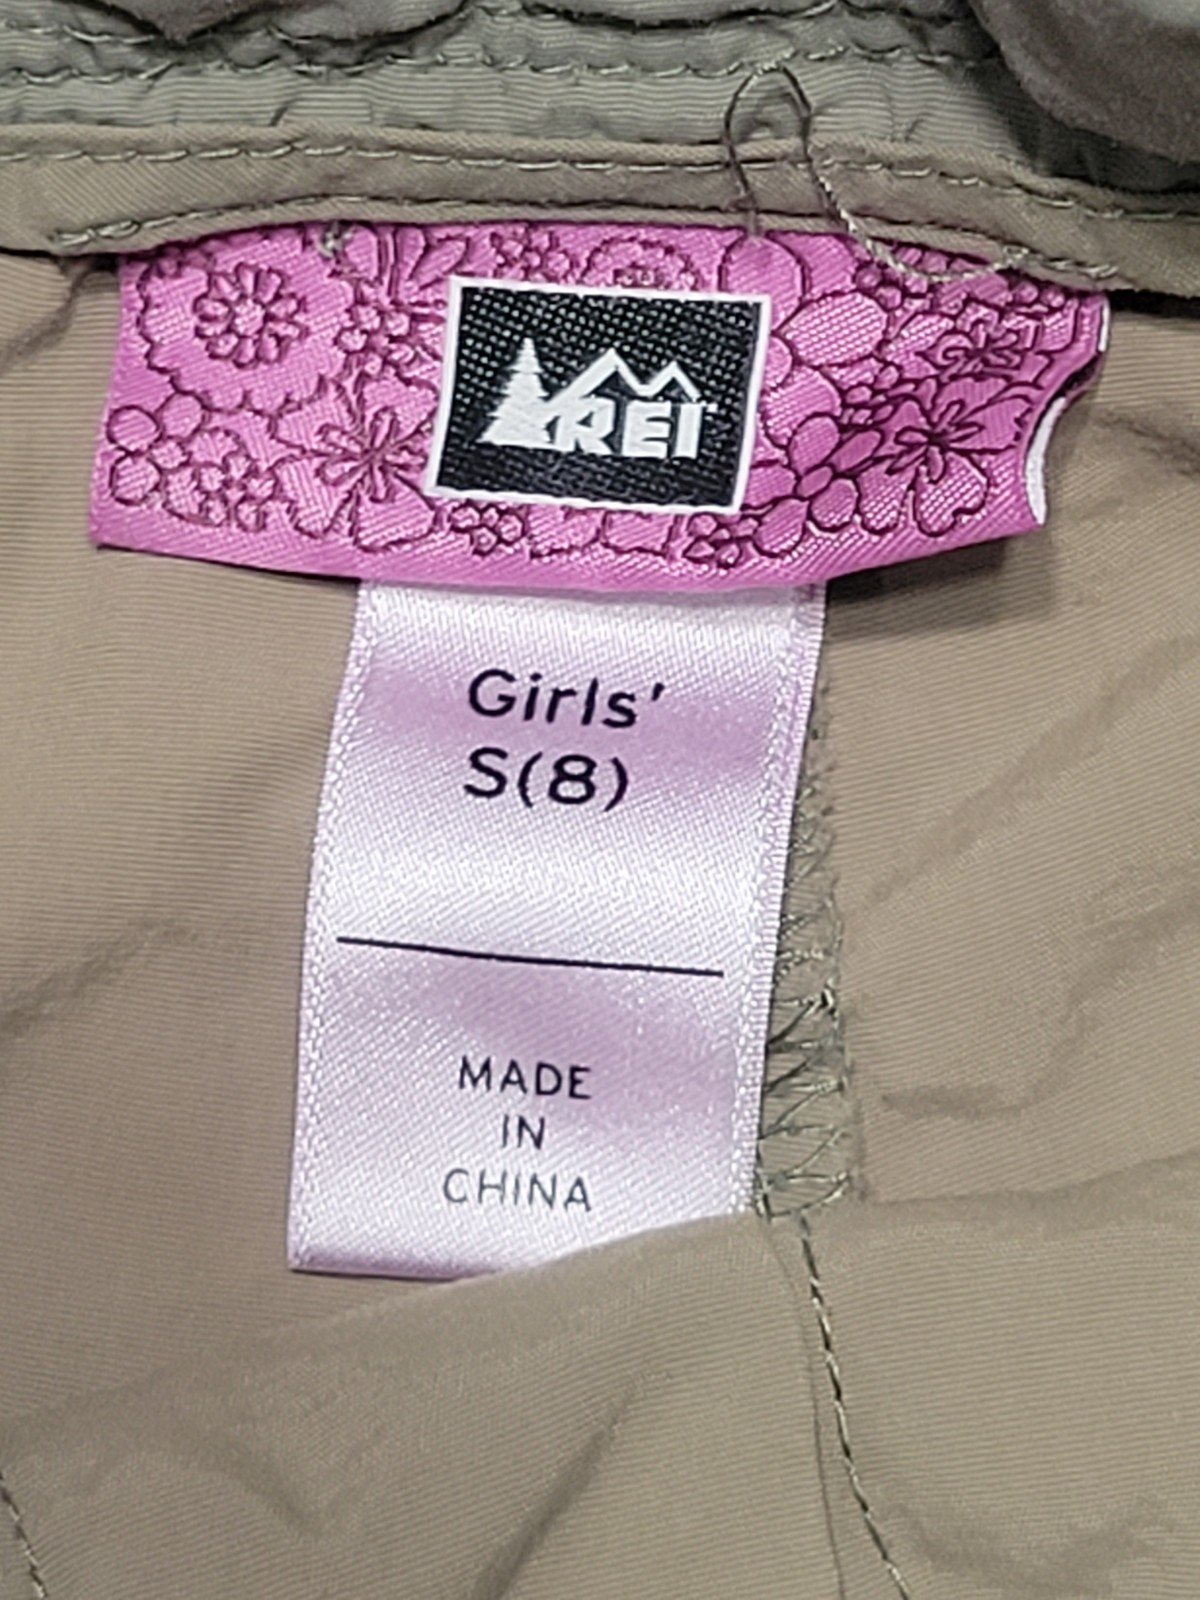 REI
Girls'
S(8)
MADE
IN
CHINA